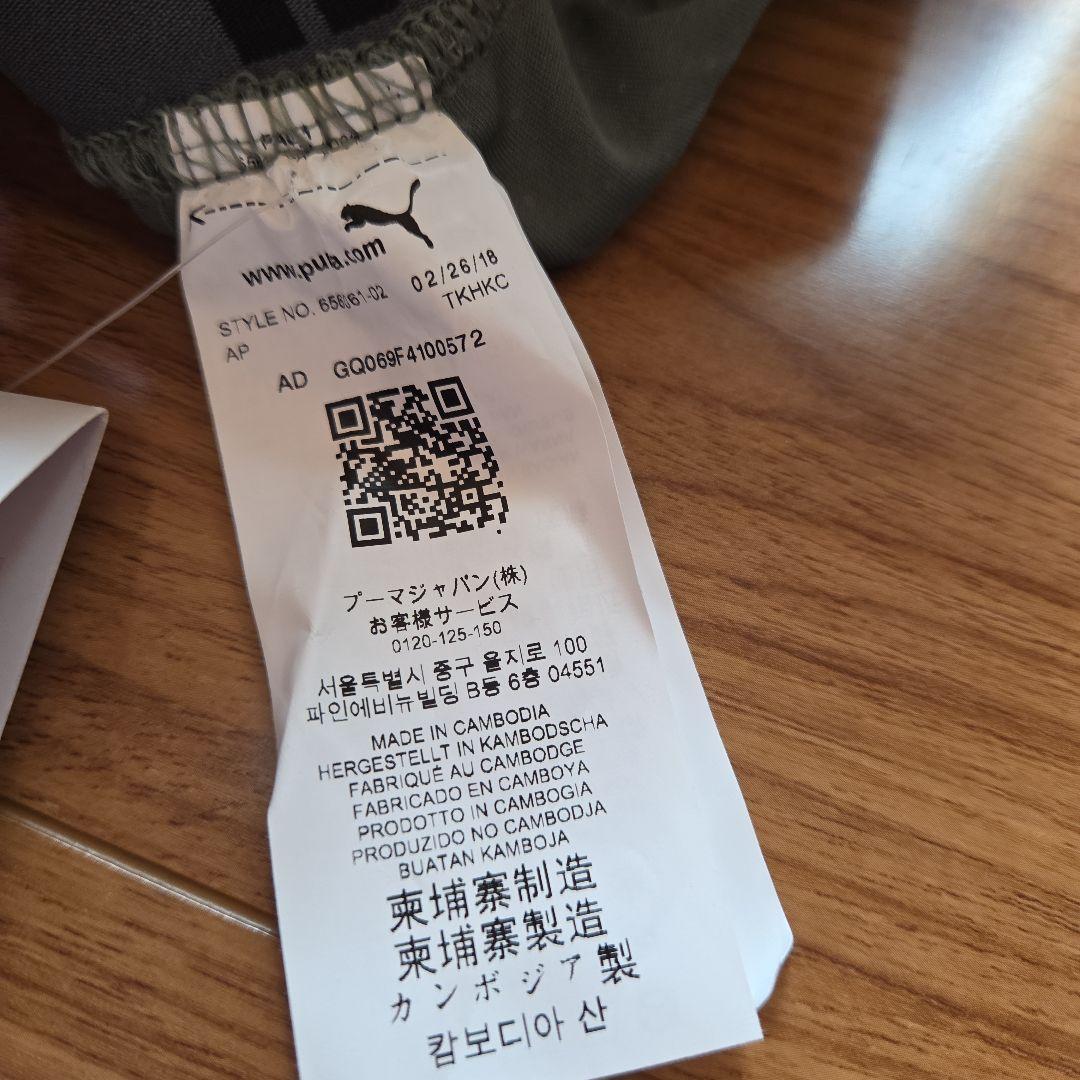 www.puma.com
02/26/18
STYLE NO. 656361-02
TKHKC
AP
AD GQ069F4100572
プーマジャパン(株)
お客様サービス
0120-125-150
서울특별시 중구 을지로 100
파인에비뉴빌딩 B동 6층 04551
MADE IN CAMBODIA
HERGESTELLT IN KAMBODSCHA
FABRIQUÉ AU CAMBODGE
FABRICADO EN CAMBOYA
PRODOTTO IN CAMBOGIA
PRODUZIDO NO CAMBODJA
BUATAN KAMBOJA
柬埔寨制造
柬埔寨製造
カンボジア製
캄보디아 산